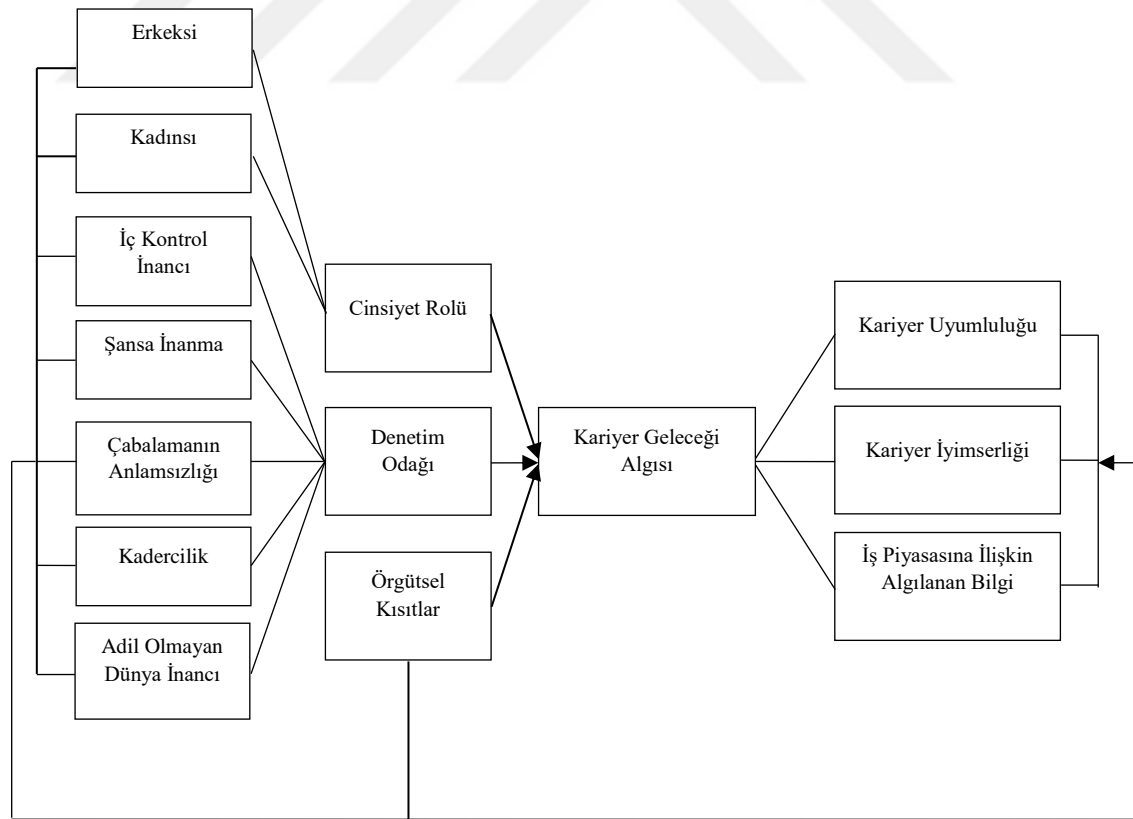 Erkeksi
Kadınsı
İç Kontrol
İnancı
Şansa İnanma
Çabalamanın
Anlamsızlığı
Kadercilik
Adil Olmayan
Dünya İnancı
Cinsiyet Rolü
Denetim
Odağı
Örgütsel
Kısıtlar
Kariyer Geleceği
Algısı
Kariyer Uyumluluğu
Kariyer İyimserliği
İş Piyasasına İlişkin
Algılanan Bilgi